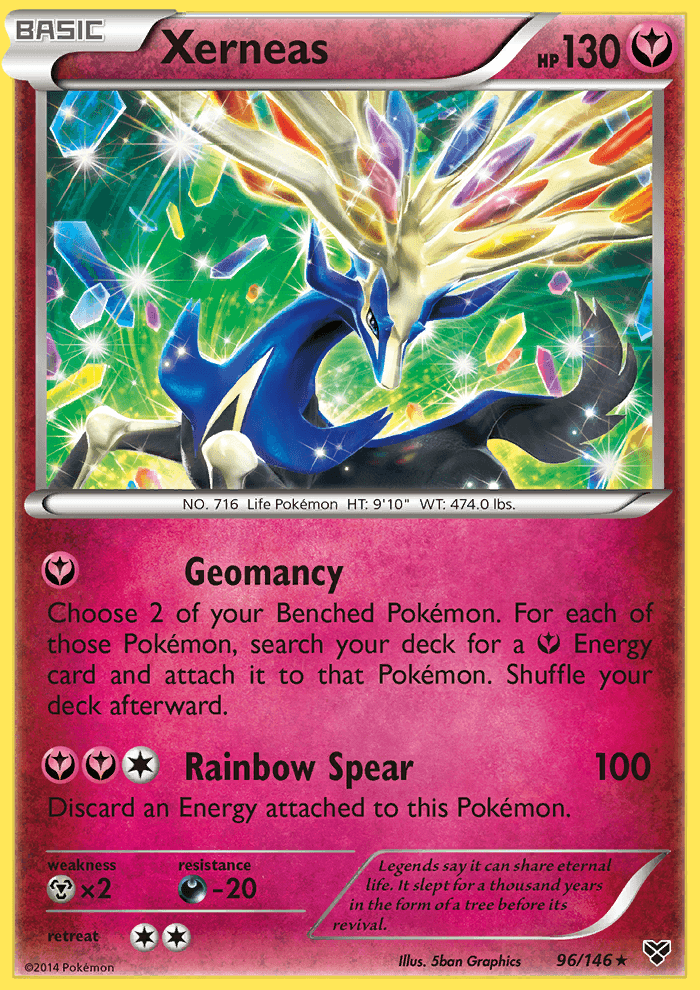 BASIC
Xerneas
HP 130
NO. 716 Life Pokémon HT: 9'10" WT: 474.0 lbs.
Geomancy
Choose 2 of your Benched Pokémon. For each of
those Pokémon, search your deck for a Energy
card and attach it to that Pokémon. Shuffle your
deck afterward.
Rainbow Spear 100
Discard an Energy attached to this Pokémon.
weakness resistance
×2 -20
retreat
Legends say it can share eternal
life. It slept for a thousand years
in the form of a tree before its
revival.
©2014 Pokémon
Illus. 5ban Graphics 96/146 ★